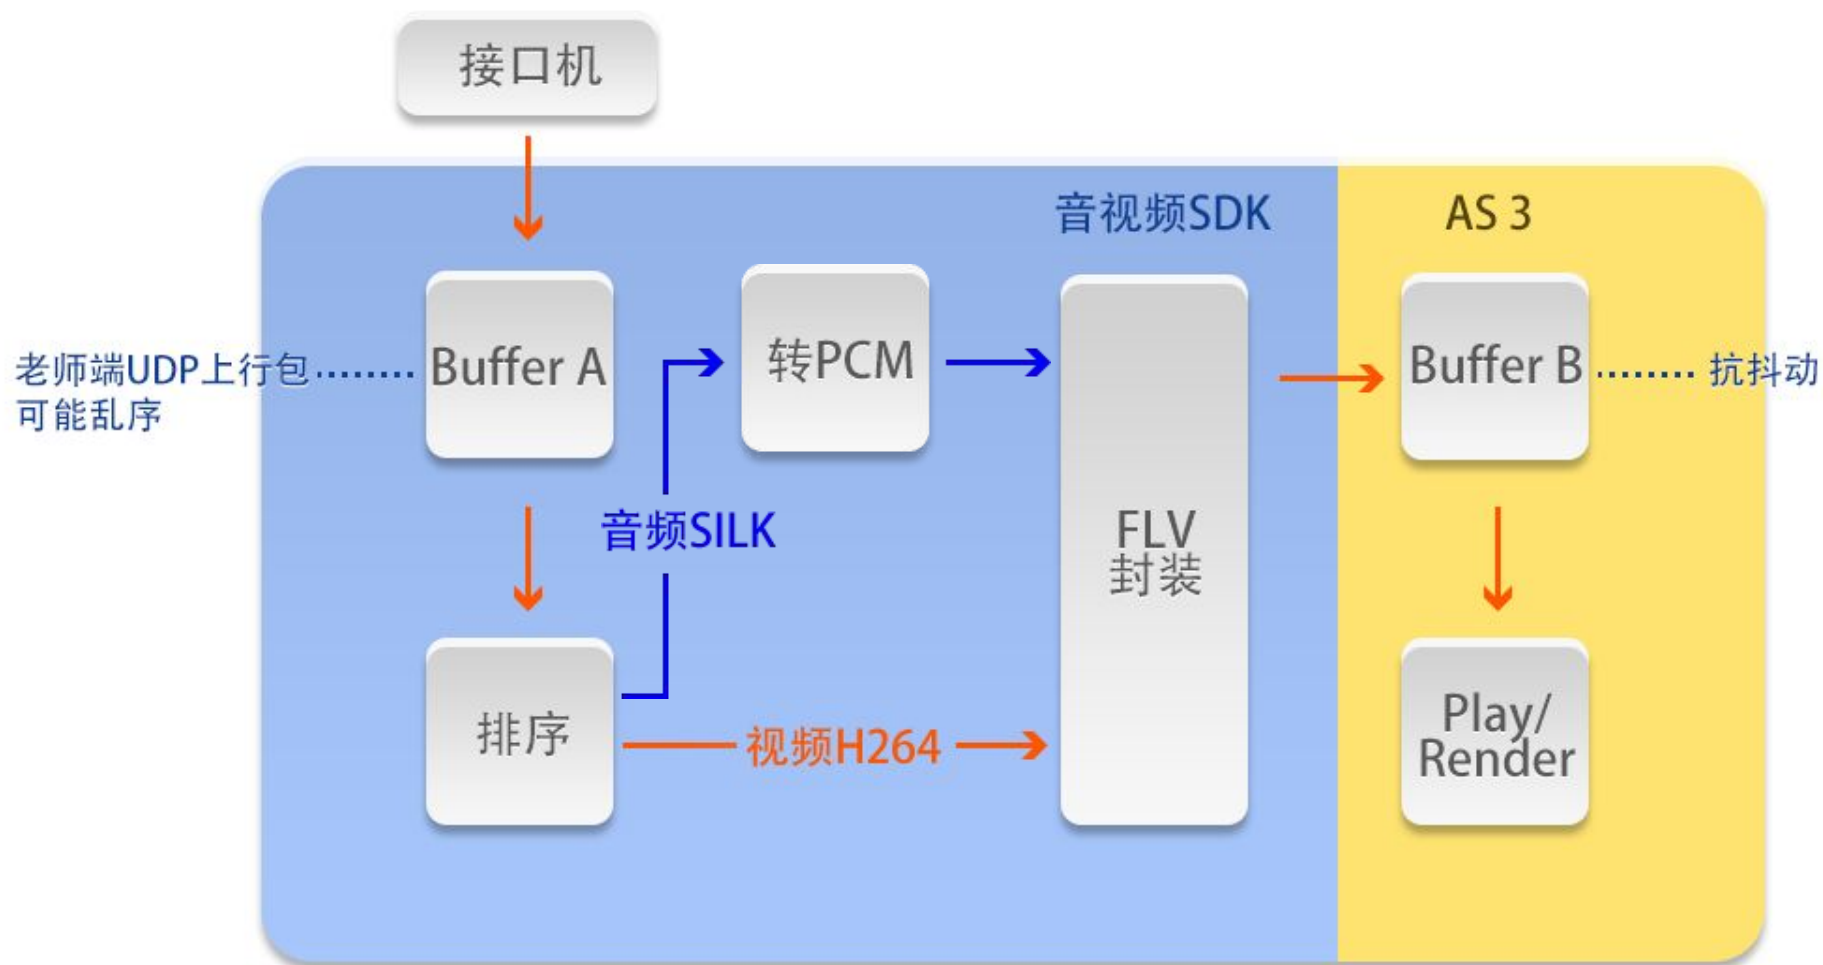 接口机
音视频SDK
AS 3
老师端UDP上行包
可能乱序
Buffer A
转PCM
Buffer B
抗抖动
音频SILK
FLV
封装
排序
视频H264
Play/
Render